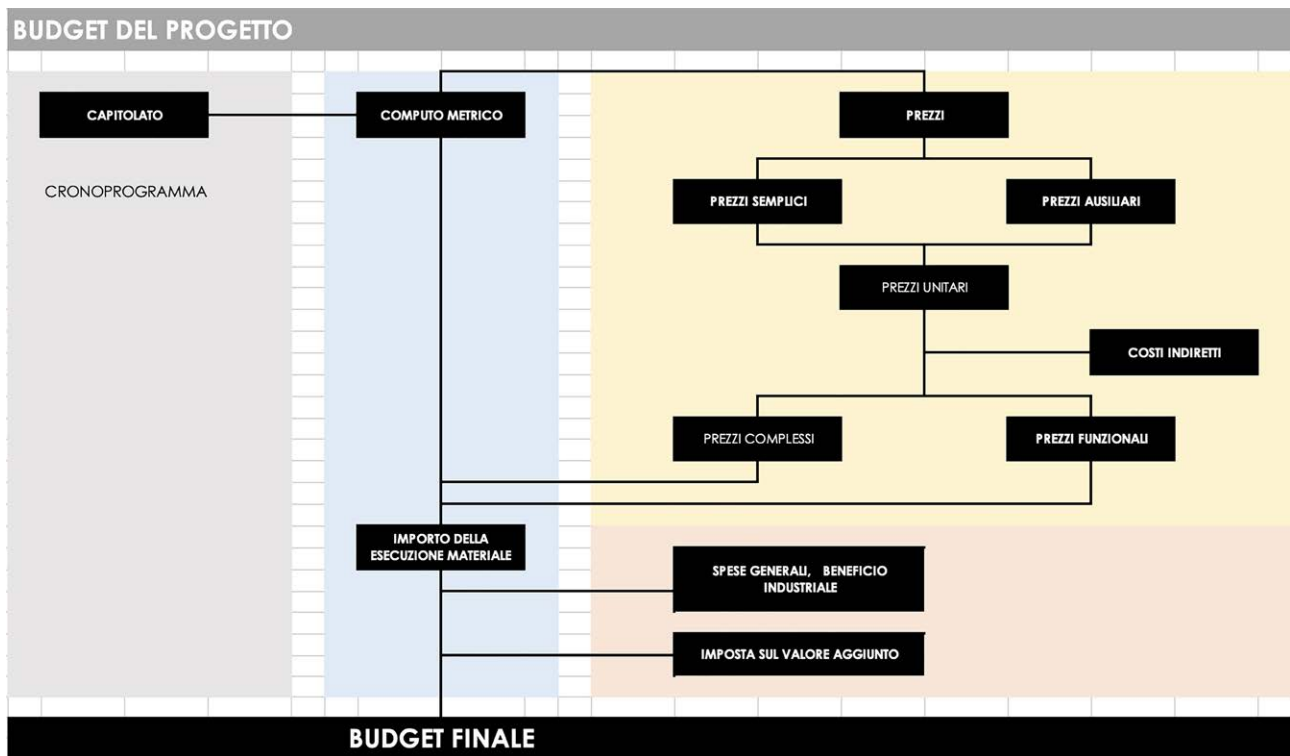 BUDGET DEL PROGETTO
CAPITOLATO
COMPUTO METRICO
PREZZI
CRONOPROGRAMMA
PREZZI SEMPLICI
PREZZI AUSILIARI
PREZZI UNITARI
COSTI INDIRETTI
PREZZI COMPLESSI
PREZZI FUNZIONALI
IMPORTO DELLA
ESECUZIONE MATERIALE
SPESE GENERALI, BENEFICIO
INDUSTRIALE
IMPOSTA SUL VALORE AGGIUNTO
BUDGET FINALE